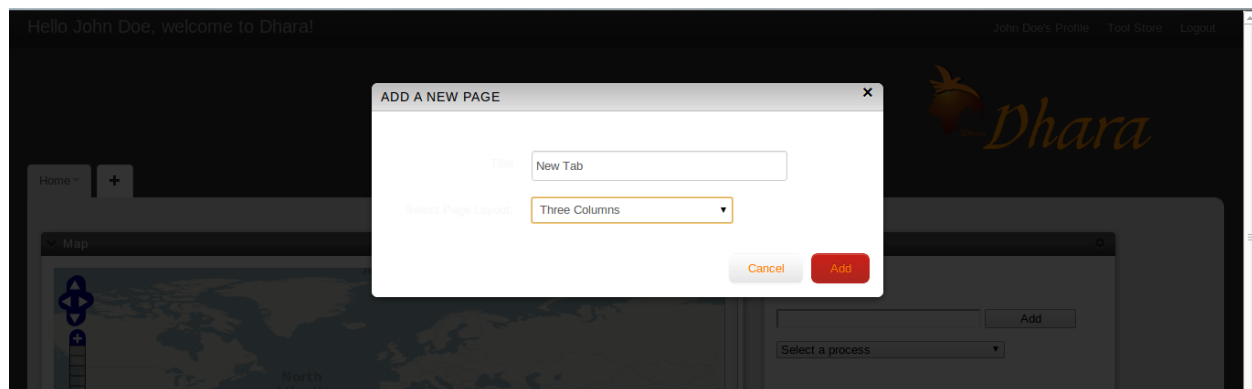 Hello John Doe, welcome to Dhara!
John Doe's Profile Tool Store Logout
ADD A NEW PAGE ×
Dhara
Title
New Tab
Home +
Select Page Layout:
Three Columns
Map
Cancel Add
Add
Select a process
North